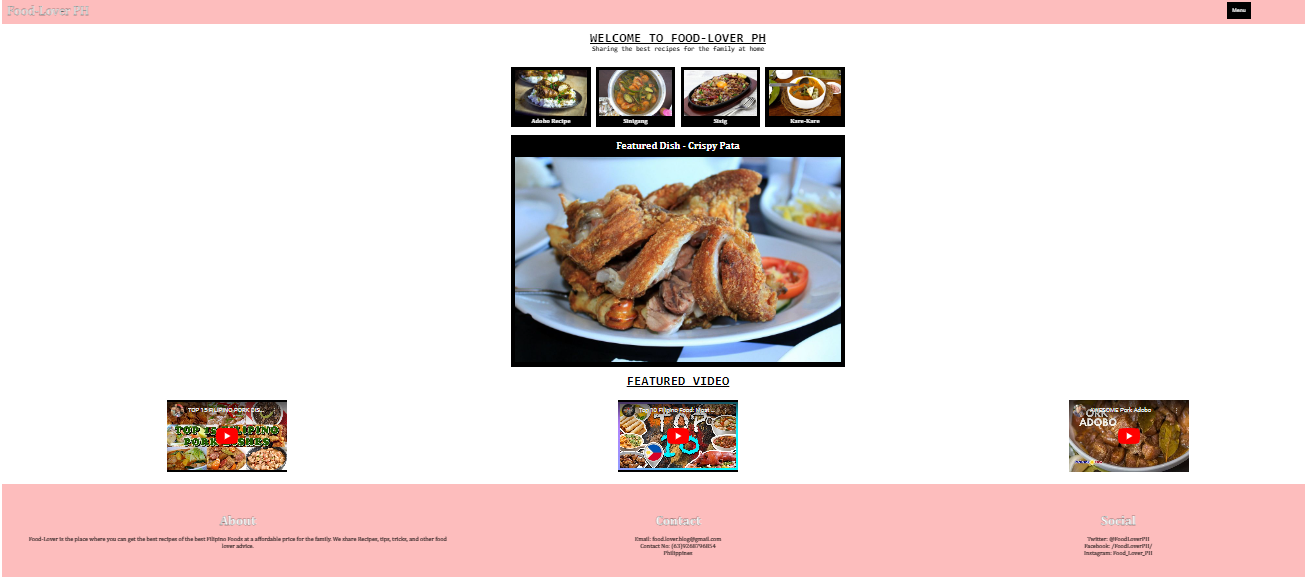 Food-Lover PH
Menu
WELCOME TO FOOD-LOVER PH
Sharing the best recipes for the family at home
Adobo Recipe
Sinigang
Sisig
Kare-Kare
Featured Dish - Crispy Pata
FEATURED VIDEO
TOP 15 FILIPINO PORK DIS...
TOP 15 FILIPINO
PORK DISHES
Top 10 Filipino Food: Most ...
TOP
10
AWESOME Pork Adobo
PORK
ADOBO
About
Food-Lover is the place where you can get the best recipes of the best Filipino Foods at a affordable price for the family. We share Recipes, tips, tricks, and other food
lover advice.
Contact
Email: food.lover.blog@gmail.com
Contact No: (63)9268796854
Philippines
Social
Twitter: @FoodLoverPH
Facebook: /FoodLoverPH/
Instagram: Food_Lover_PH